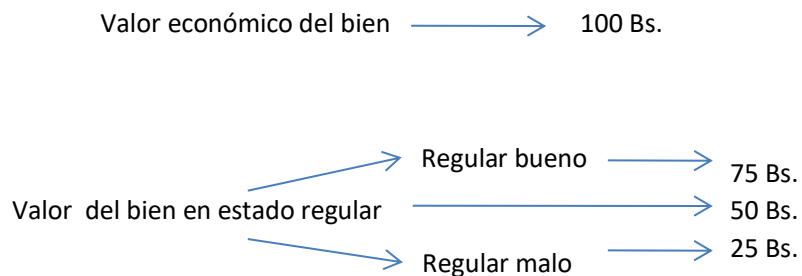 Valor económico del bien 100 Bs.
Regular bueno 75 Bs.
Valor del bien en estado regular 50 Bs.
Regular malo 25 Bs.